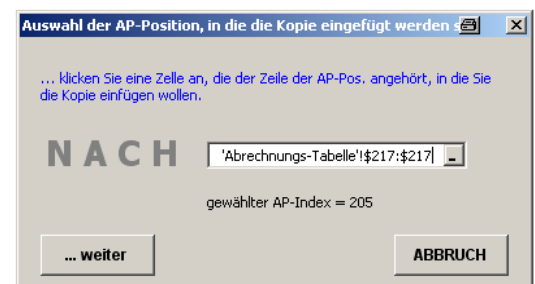 Auswahl der AP-Position, in die die Kopie eingefügt werden s
... klicken Sie eine Zelle an, die der Zeile der AP-Pos. angehört, in die Sie
die Kopie einfügen wollen.
NACH
'Abrechnungs-Tabelle'!$217:$217
gewählter AP-Index = 205
... weiter
ABBRUCH